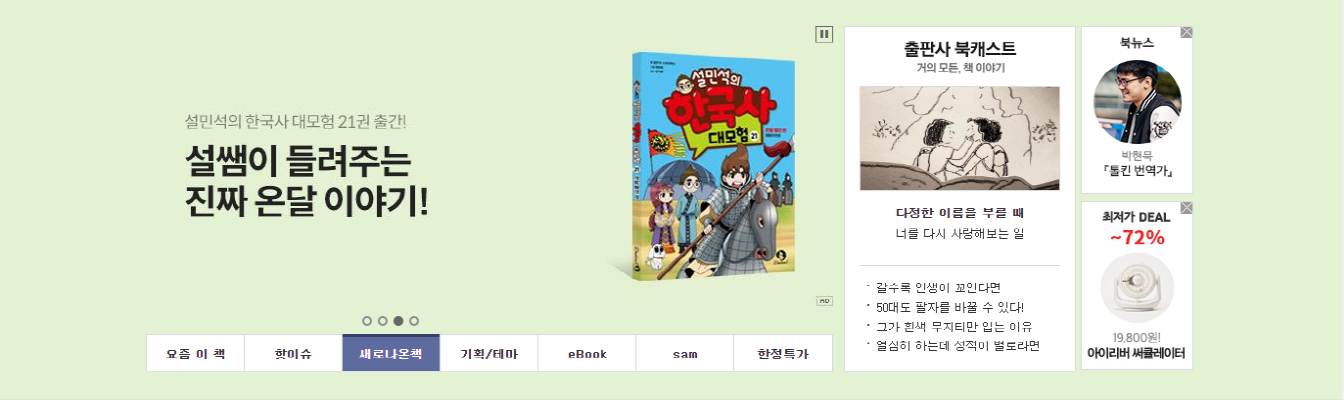 설민석의 한국사 대모험 21권 출간!
설쌤이 들려주는
진짜 온달 이야기!
설민석의
한국사
대모험 21
AD
요즘 이 책
핫이슈
새로나온책
기획/테마
eBook
sam
한정특가
출판사 북캐스트
거의 모든, 책 이야기
다정한 이름을 부를 때
너를 다시 사랑해보는 일
갈수록 인생이 꼬인다면
50대도 팔자를 바꿀 수 있다!
그가 흰색 무지티만 입는 이유
열심히 하는데 성적이 별로라면
북뉴스
박현묵
『톨킨 번역가』
최저가 DEAL
~72%
19,800원!
아이리버 써큘레이터